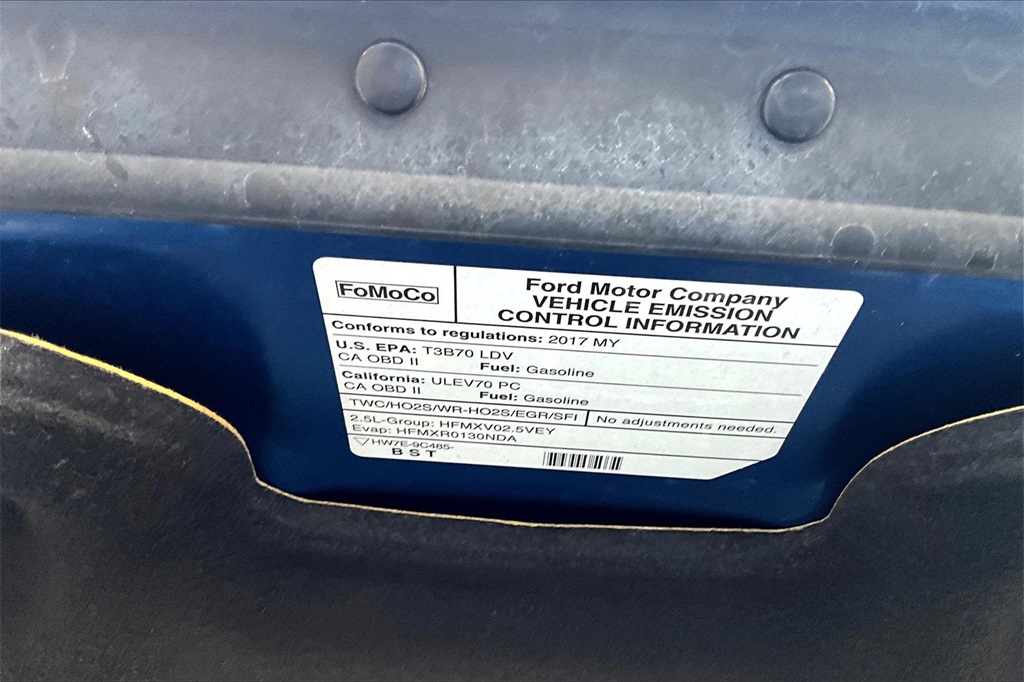 FoMoCo
Ford Motor Company
VEHICLE EMISSION
CONTROL INFORMATION
Conforms to regulations: 2017 MY
U.S. EPA: T3B70 LDV
CA OBD II Fuel: Gasoline
California: ULEV70 PC
CA OBD II Fuel: Gasoline
TWC/HO2S/WR-HO2S/EGR/SFI No adjustments needed.
2.5L-Group: HFMXV02.5VEY
Evap: HFMXR0130NDA
HW7E-9C485-
BST